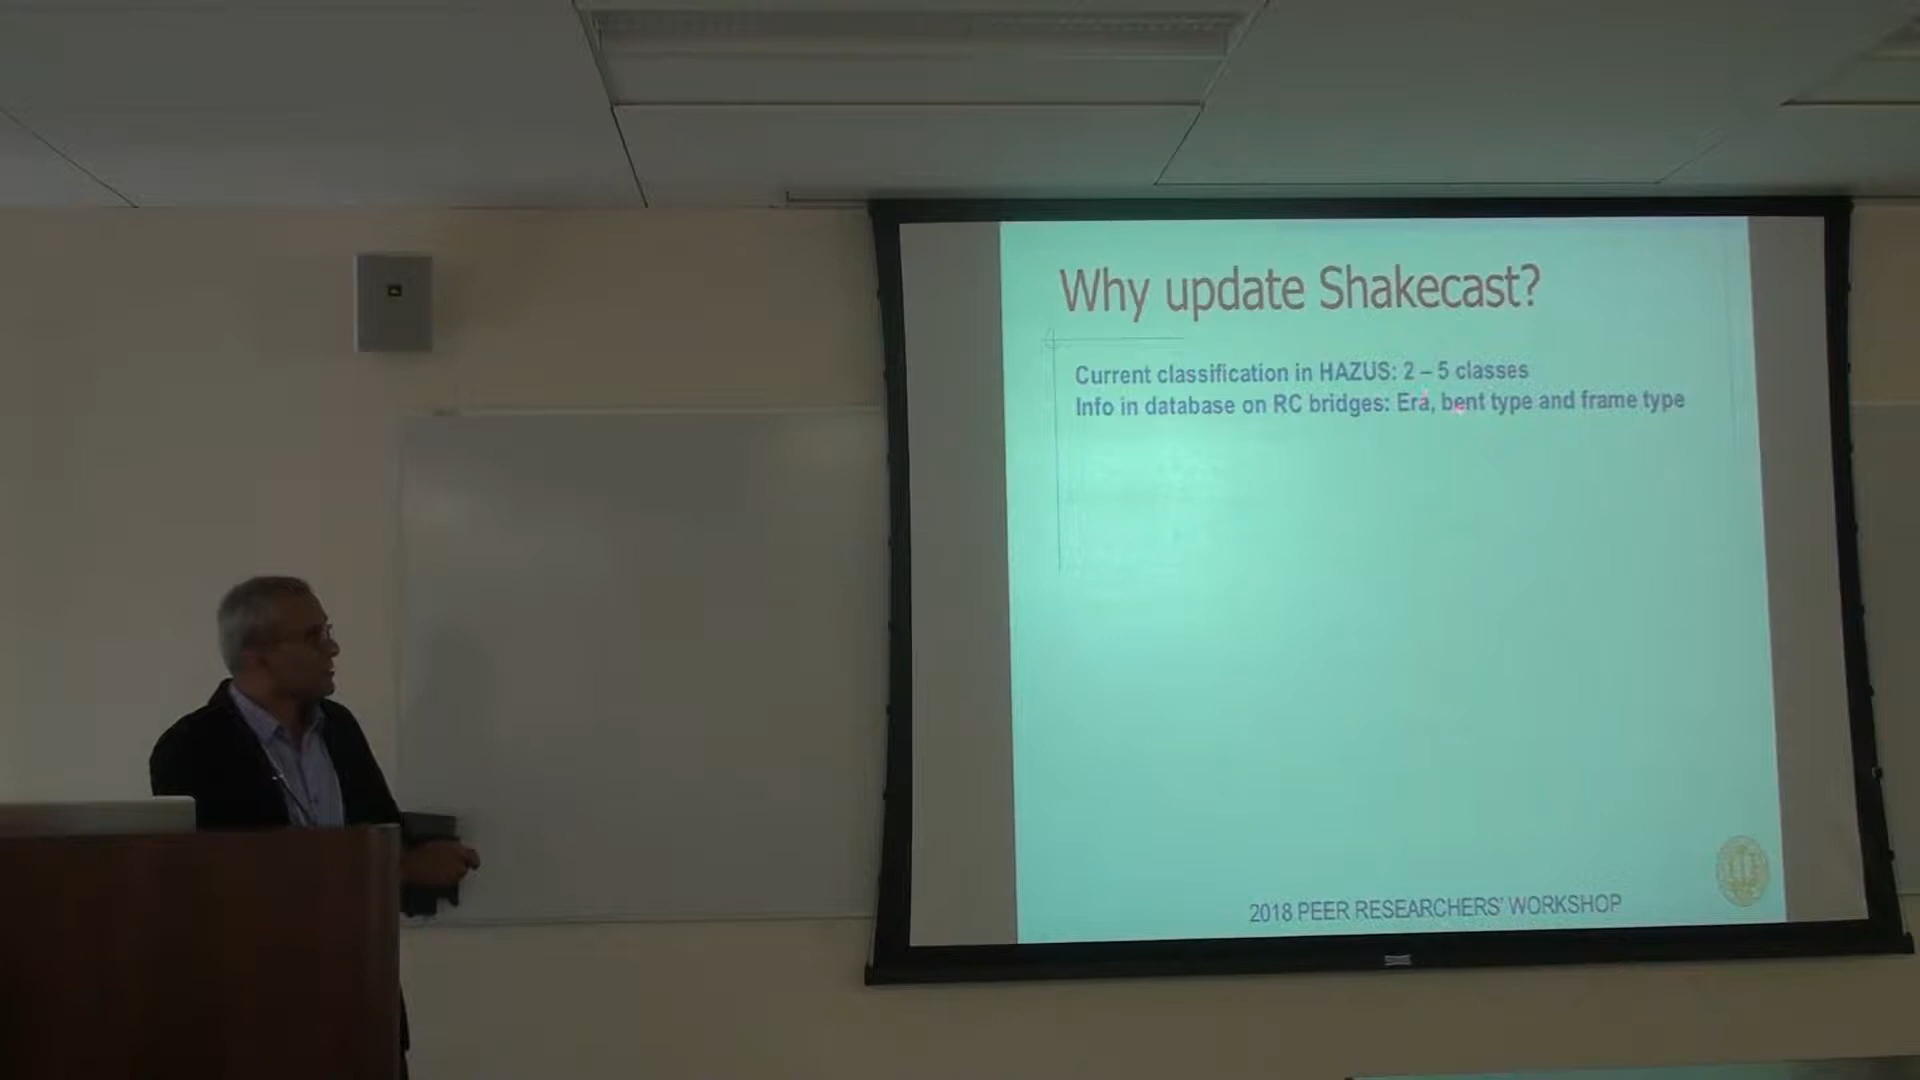 Why update Shakecast?
Current classification in HAZUS: 2 – 5 classes
Info in database on RC bridges: Era, bent type and frame type
2018 PEER RESEARCHERS' WORKSHOP